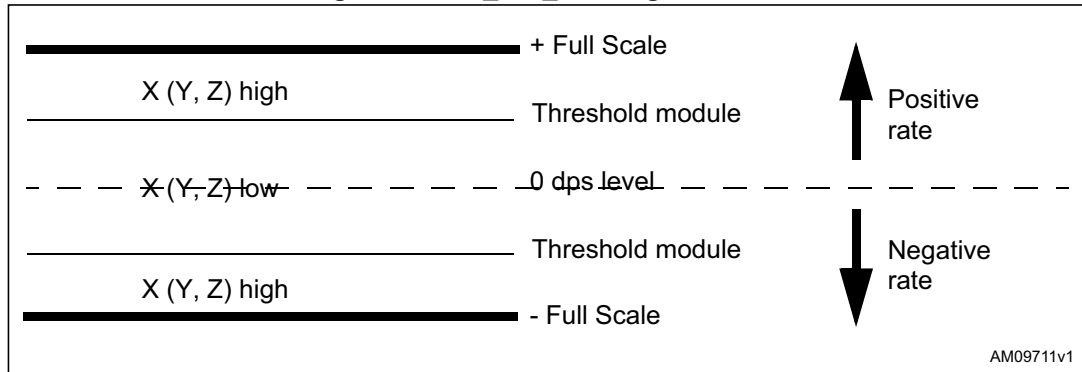 + Full Scale
X (Y, Z) high
Threshold module
Positive
rate
X (Y, Z) low
0 dps level
Threshold module
Negative
rate
X (Y, Z) high
- Full Scale
AM09711v1